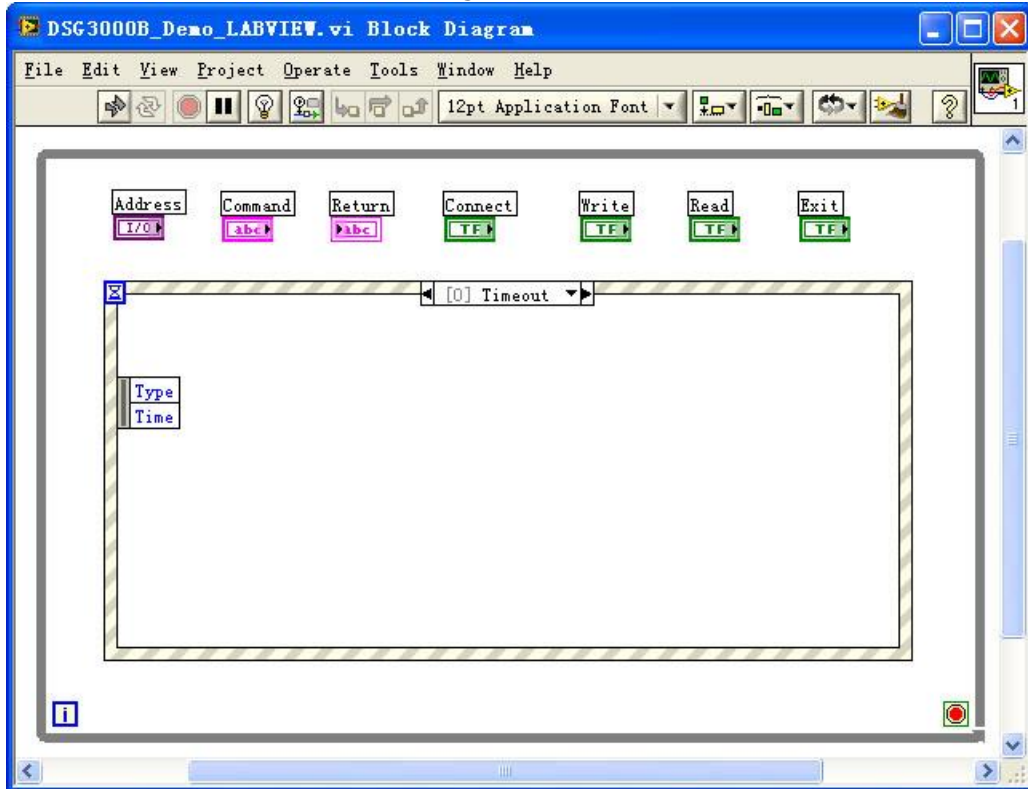 DSG3000B_Demo_LABVIEW.vi Block Diagram
File Edit View Project Operate Tools Window Help
12pt Application Font
?
1
Address Command Return Connect Write Read Exit
I/O abc abc TF TF TF TF
[0] Timeout
Type
Time
i